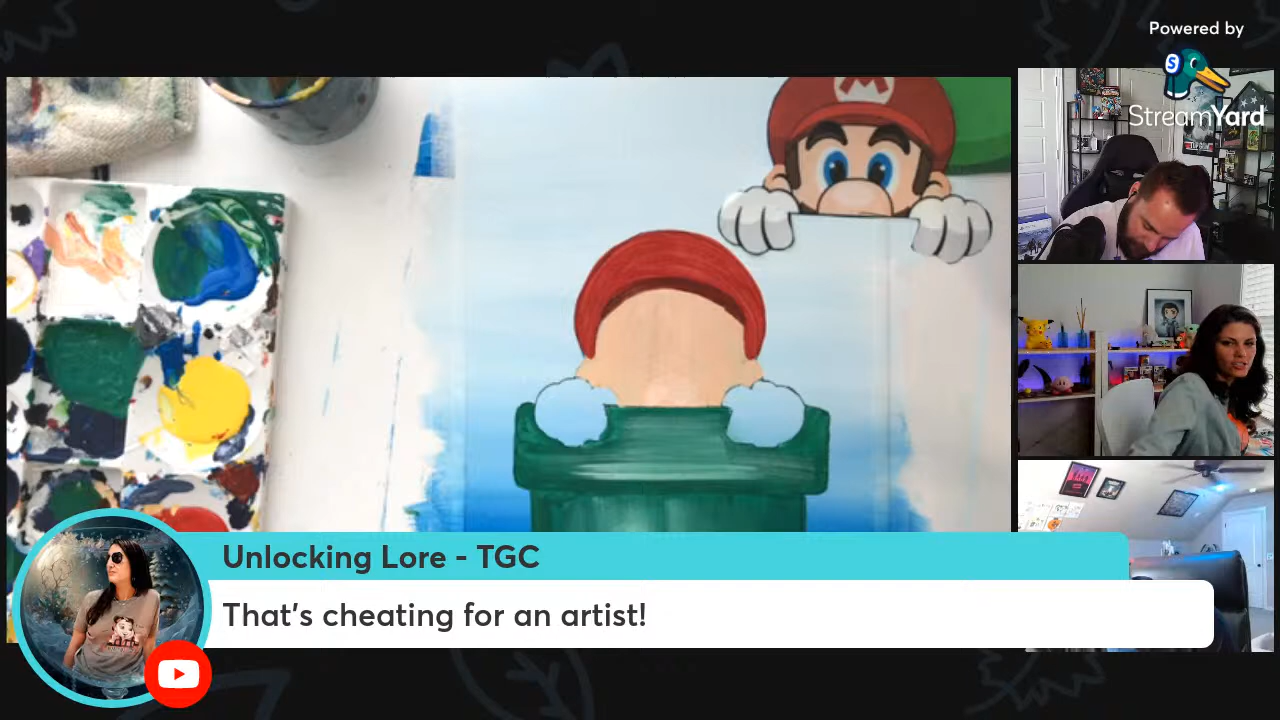 Powered by
S
StreamYard
M
Unlocking Lore - TGC
That's cheating for an artist!